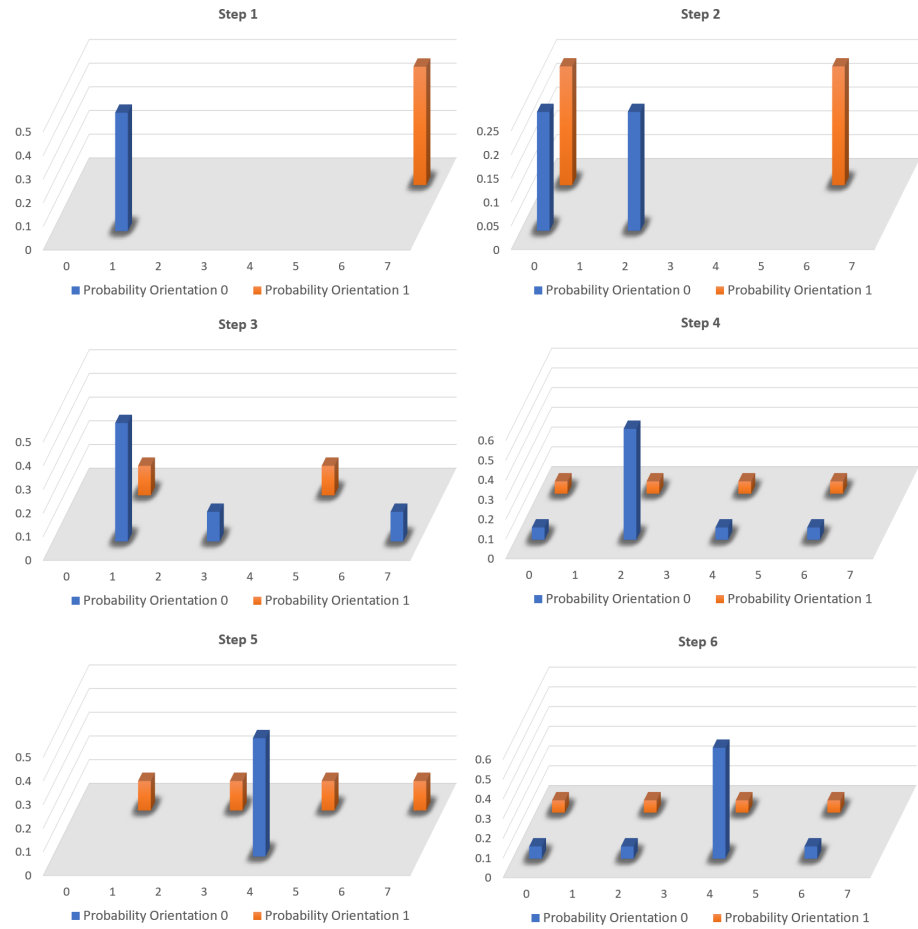 Step 1
0.5
0.4
0.3
0.2
0.1
0
0 1 2 3 4 5 6 7
Probability Orientation 0 Probability Orientation 1
Step 2
0.25
0.2
0.15
0.1
0.05
0
0 1 2 3 4 5 6 7
Probability Orientation 0 Probability Orientation 1
Step 3
0.5
0.4
0.3
0.2
0.1
0
0 1 2 3 4 5 6 7
Probability Orientation 0 Probability Orientation 1
Step 4
0.6
0.5
0.4
0.3
0.2
0.1
0
0 1 2 3 4 5 6 7
Probability Orientation 0 Probability Orientation 1
Step 5
0.5
0.4
0.3
0.2
0.1
0
0 1 2 3 4 5 6 7
Probability Orientation 0 Probability Orientation 1
Step 6
0.6
0.5
0.4
0.3
0.2
0.1
0
0 1 2 3 4 5 6 7
Probability Orientation 0 Probability Orientation 1